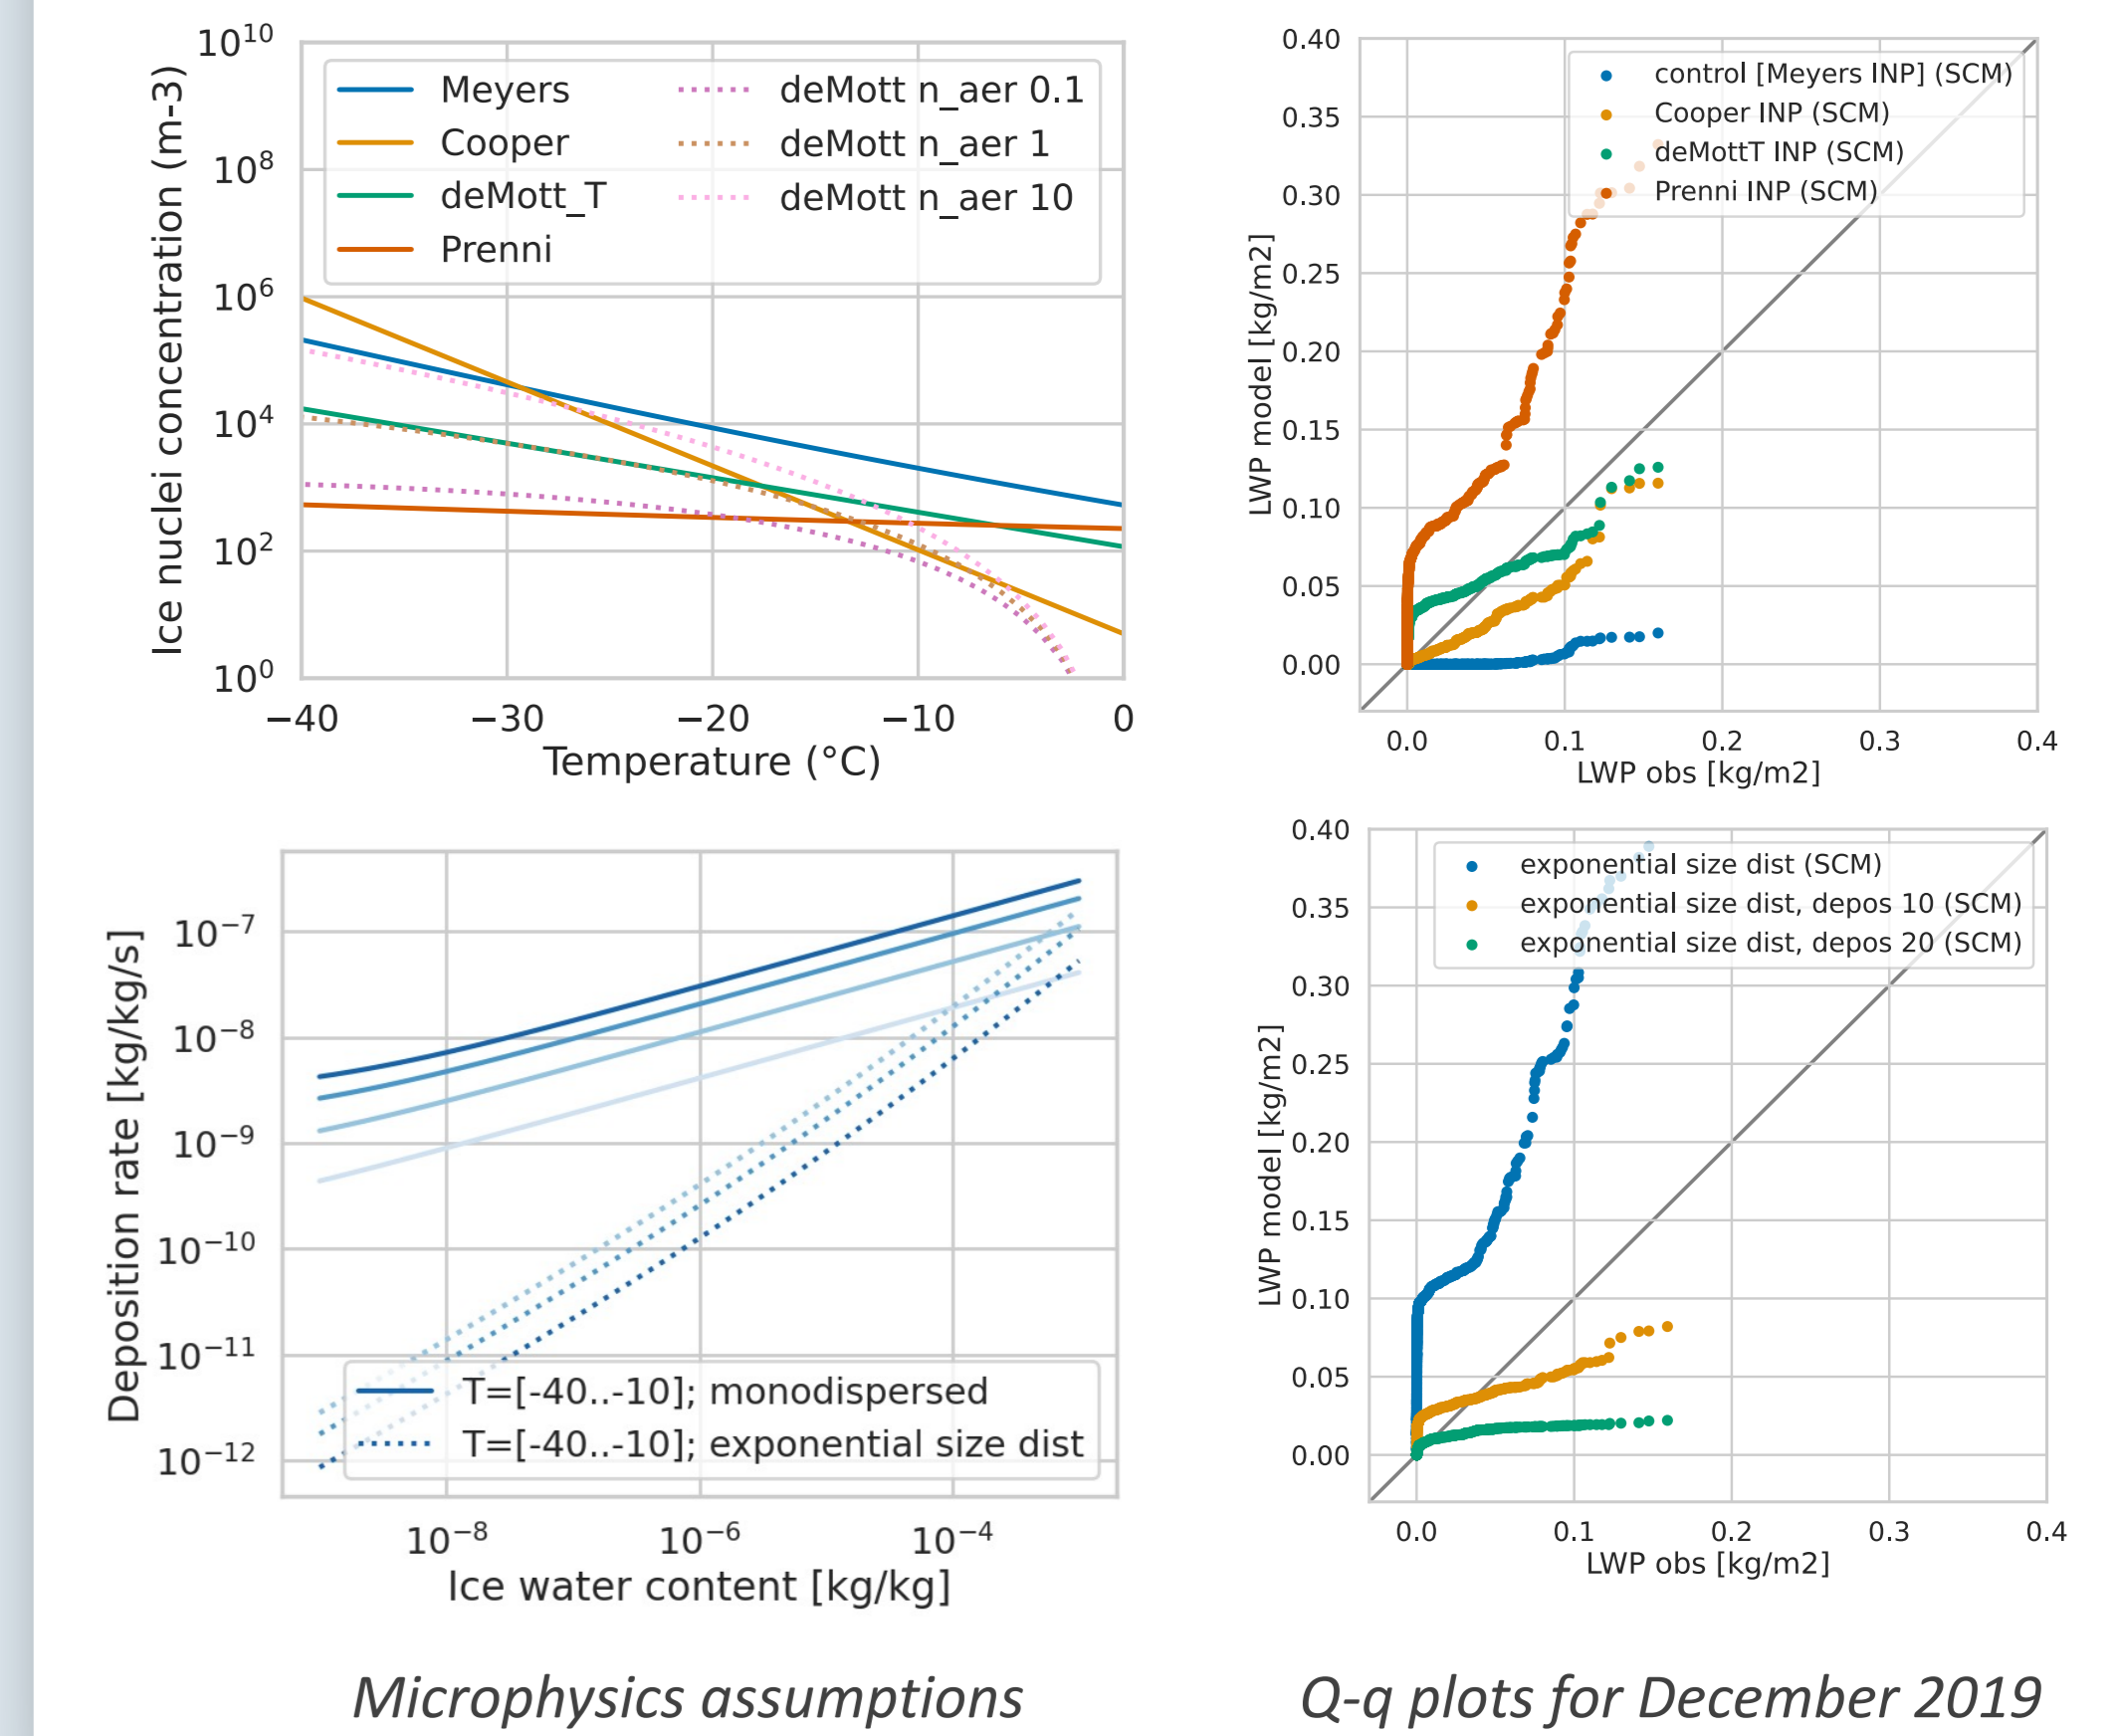 Ice nuclei concentration (m-3)
10^10
10^8
10^6
10^4
10^2
10^0
Meyers
Cooper
deMott_T
Prenni
deMott n_aer 0.1
deMott n_aer 1
deMott n_aer 10
−40 −30 −20 −10 0
Temperature (°C)
LWP model [kg/m2]
0.40
0.35
0.30
0.25
0.20
0.15
0.10
0.05
0.00
control [Meyers INP] (SCM)
Cooper INP (SCM)
deMottT INP (SCM)
Prenni INP (SCM)
0.0 0.1 0.2 0.3 0.4
LWP obs [kg/m2]
Deposition rate [kg/kg/s]
10^−7
10^−8
10^−9
10^−10
10^−11
10^−12
T=[-40..-10]; monodispersed
T=[-40..-10]; exponential size dist
10^−8 10^−6 10^−4
Ice water content [kg/kg]
LWP model [kg/m2]
0.40
0.35
0.30
0.25
0.20
0.15
0.10
0.05
0.00
exponential size dist (SCM)
exponential size dist, depos 10 (SCM)
exponential size dist, depos 20 (SCM)
0.0 0.1 0.2 0.3 0.4
LWP obs [kg/m2]
Microphysics assumptions
Q-q plots for December 2019